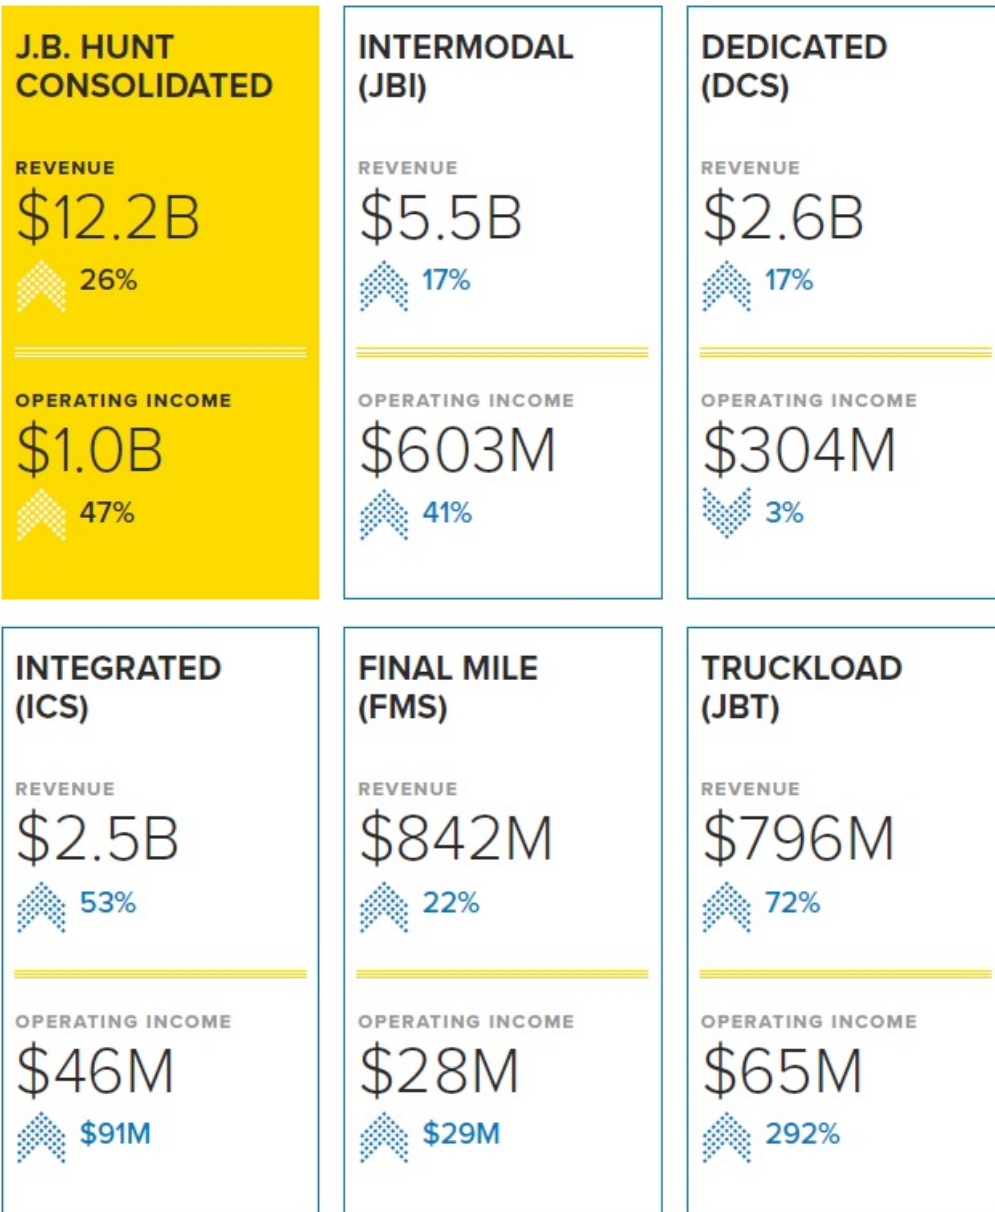 J.B. HUNT
CONSOLIDATED
REVENUE
$12.2B
26%
OPERATING INCOME
$1.0B
47%
INTERMODAL
(JBI)
REVENUE
$5.5B
17%
OPERATING INCOME
$603M
41%
DEDICATED
(DCS)
REVENUE
$2.6B
17%
OPERATING INCOME
$304M
3%
INTEGRATED
(ICS)
REVENUE
$2.5B
53%
OPERATING INCOME
$46M
$91M
FINAL MILE
(FMS)
REVENUE
$842M
22%
OPERATING INCOME
$28M
$29M
TRUCKLOAD
(JBT)
REVENUE
$796M
72%
OPERATING INCOME
$65M
292%